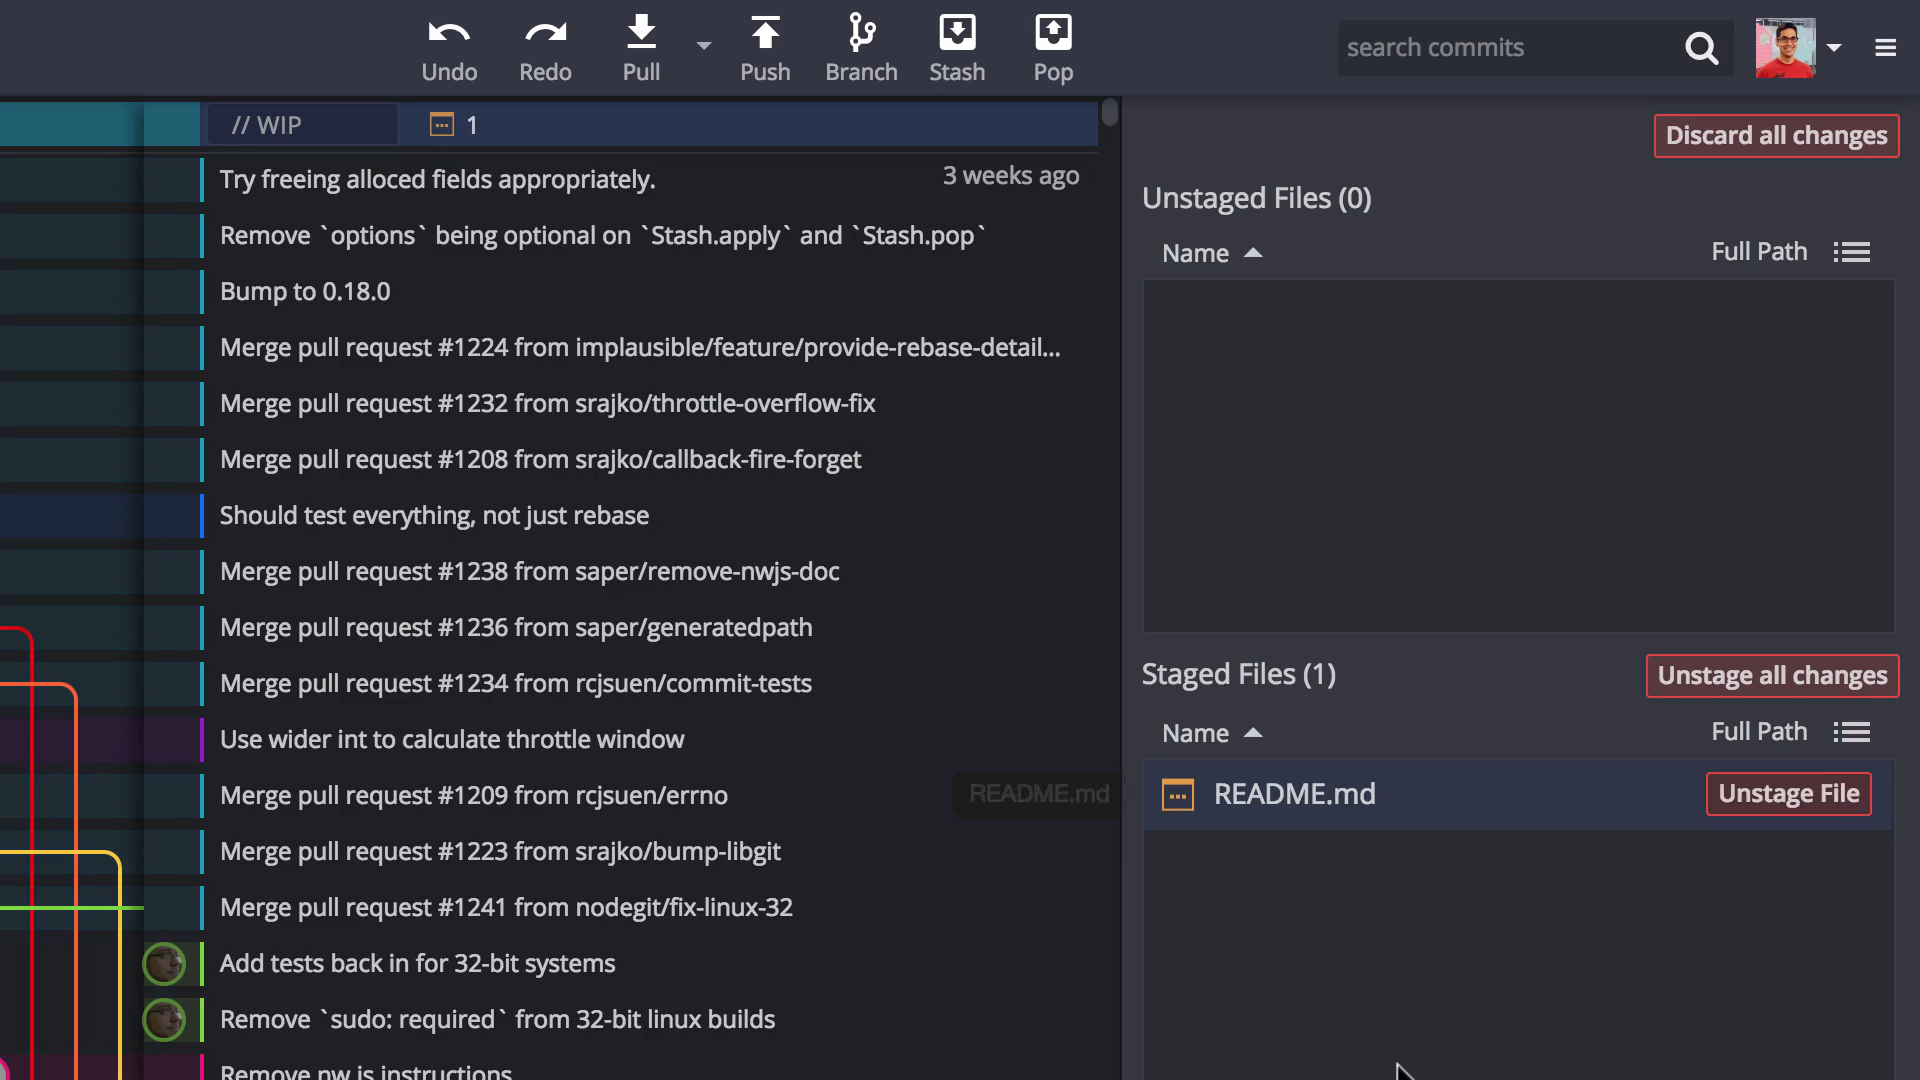 Undo
Redo
Pull
Push
Branch
Stash
Pop
search commits
// WIP
1
Try freeing alloced fields appropriately.
3 weeks ago
Remove `options` being optional on `Stash.apply` and `Stash.pop`
Bump to 0.18.0
Merge pull request #1224 from implausible/feature/provide-rebase-detail...
Merge pull request #1232 from srajko/throttle-overflow-fix
Merge pull request #1208 from srajko/callback-fire-forget
Should test everything, not just rebase
Merge pull request #1238 from saper/remove-nwjs-doc
Merge pull request #1236 from saper/generatedpath
Merge pull request #1234 from rcjsuen/commit-tests
Use wider int to calculate throttle window
Merge pull request #1209 from rcjsuen/errno
Merge pull request #1223 from srajko/bump-libgit
Merge pull request #1241 from nodegit/fix-linux-32
Add tests back in for 32-bit systems
Remove `sudo: required` from 32-bit linux builds
Remove nw.js instructions
README.md
Discard all changes
Unstaged Files (0)
Name
Full Path
Staged Files (1)
Unstage all changes
Name
Full Path
README.md
Unstage File